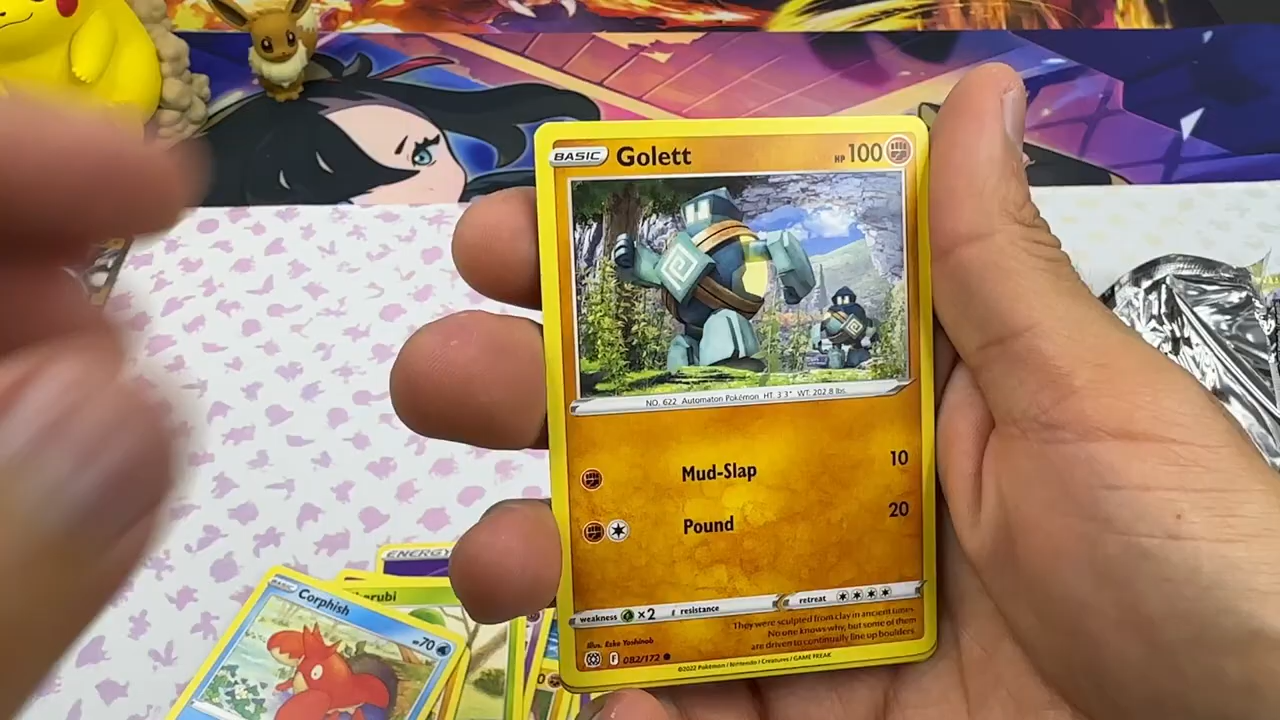 BASIC Golett HP 100
NO. 622 Automaton Pokémon HT. 3'3" WT. 202.8 lbs.
Mud-Slap 10
Pound 20
weakness ×2 resistance retreat
They were sculpted from clay in ancient times.
No one knows why, but some of them
are driven to continually line up boulders.
Illus. Eske Yoshinob
F 082/172
©2022 Pokémon / Nintendo / Creatures / GAME FREAK
ENERGY
erubi
BASIC Corphish HP 70